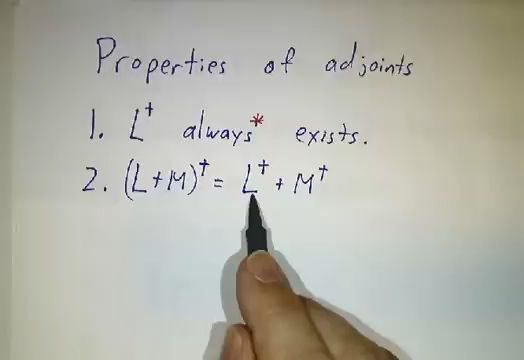 Properties of adjoints
1. L† always* exists.
2. (L+M)† = L† + M†